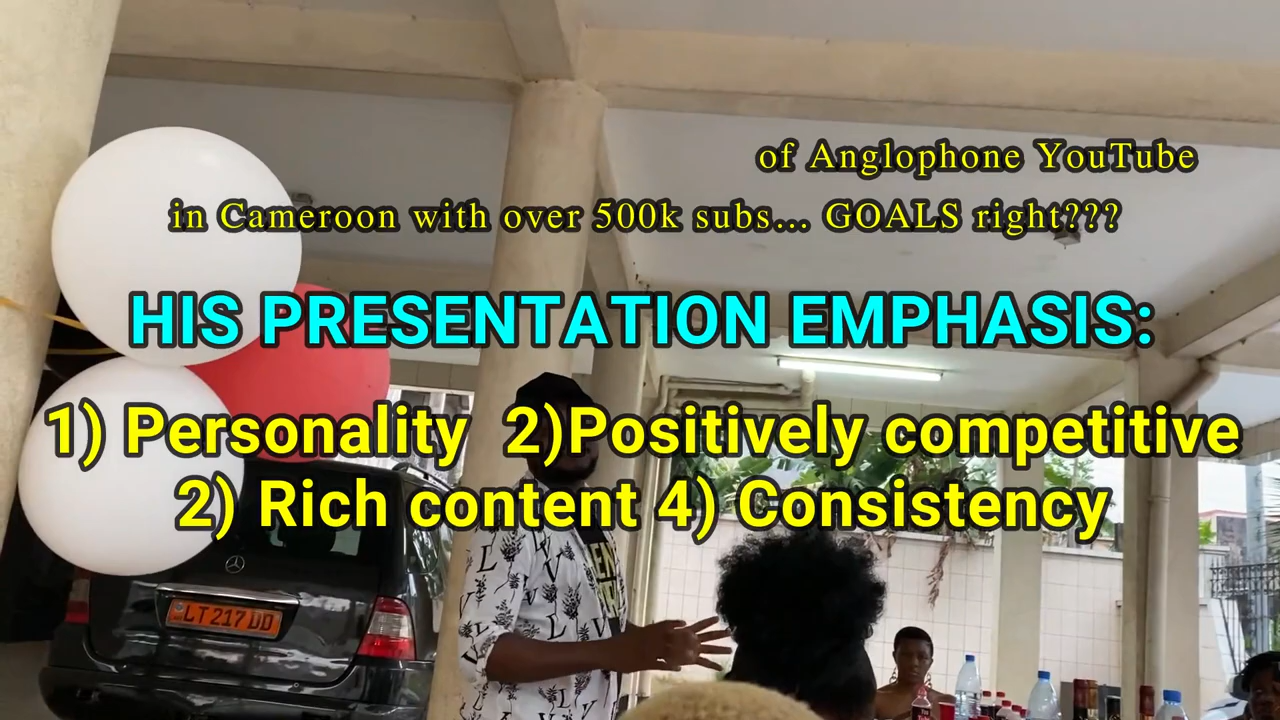 of Anglophone YouTube
in Cameroon with over 500k subs... GOALS right???
HIS PRESENTATION EMPHASIS:
1) Personality 2)Positively competitive
2) Rich content 4) Consistency
LT 217 DD